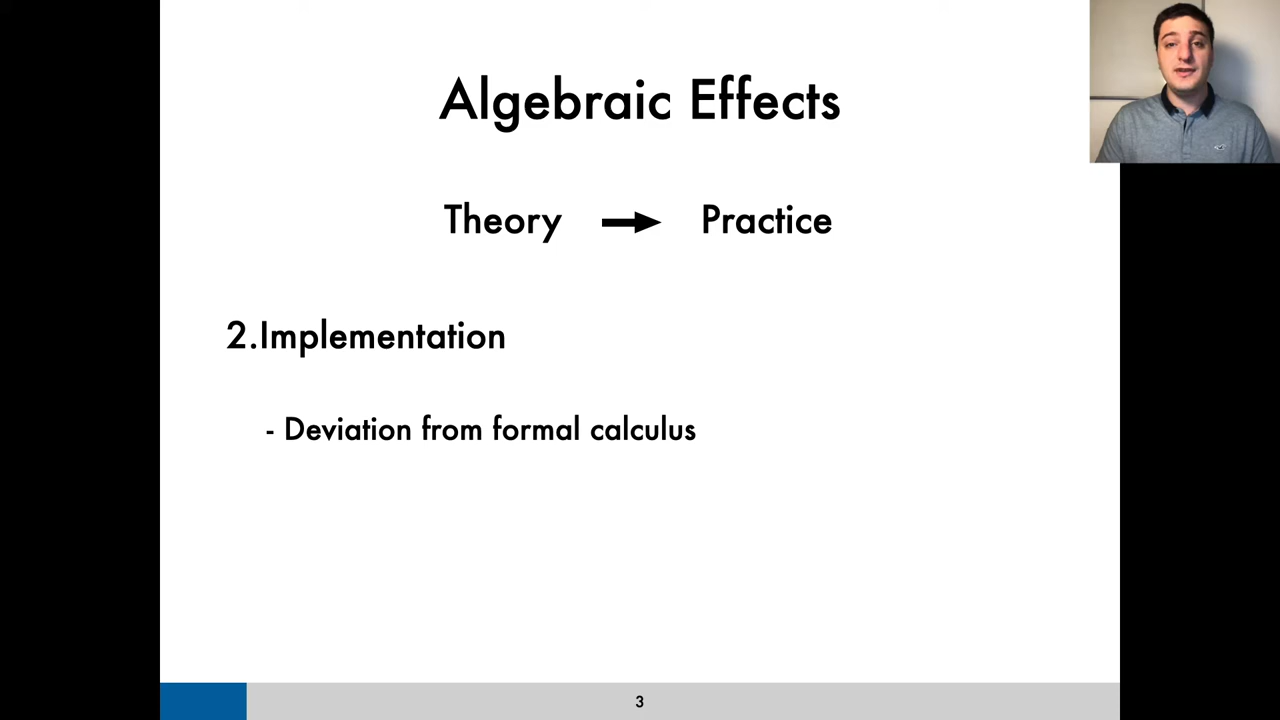 Algebraic Effects
Theory Practice
2.Implementation
- Deviation from formal calculus
3